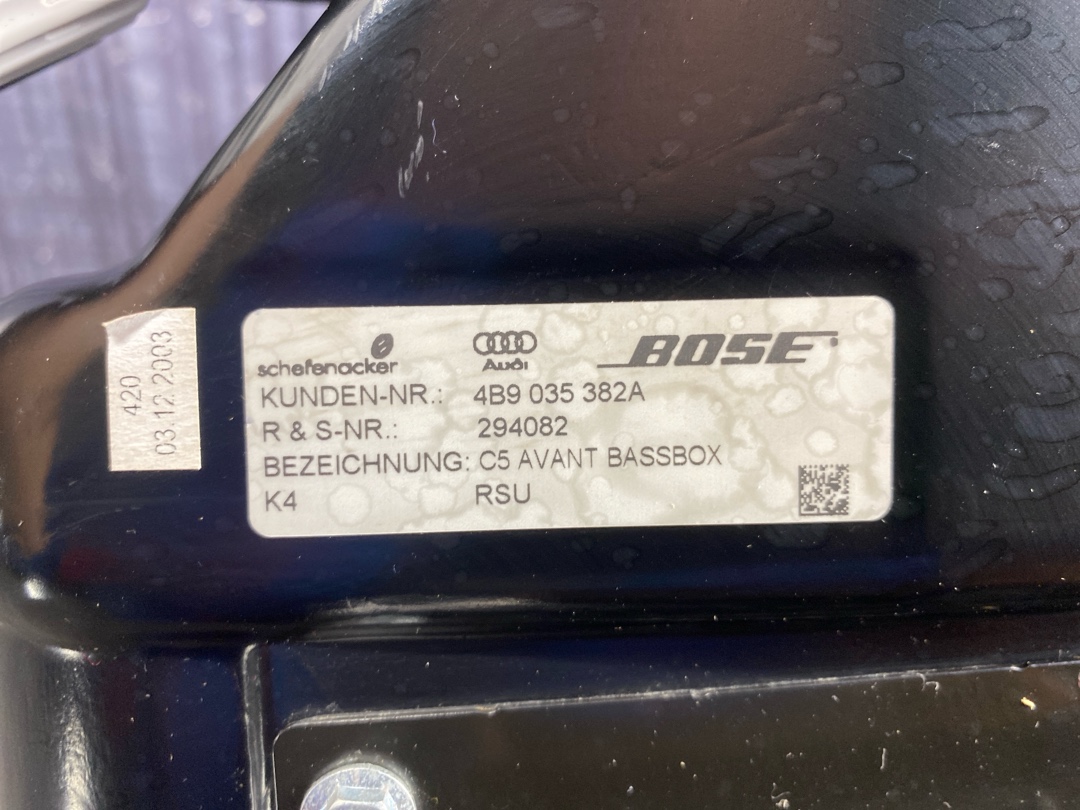 420
03.12.2003
schefenacker
Audi
BOSE
KUNDEN-NR.: 4B9 035 382A
R & S-NR.: 294082
BEZEICHNUNG: C5 AVANT BASSBOX
K4 RSU